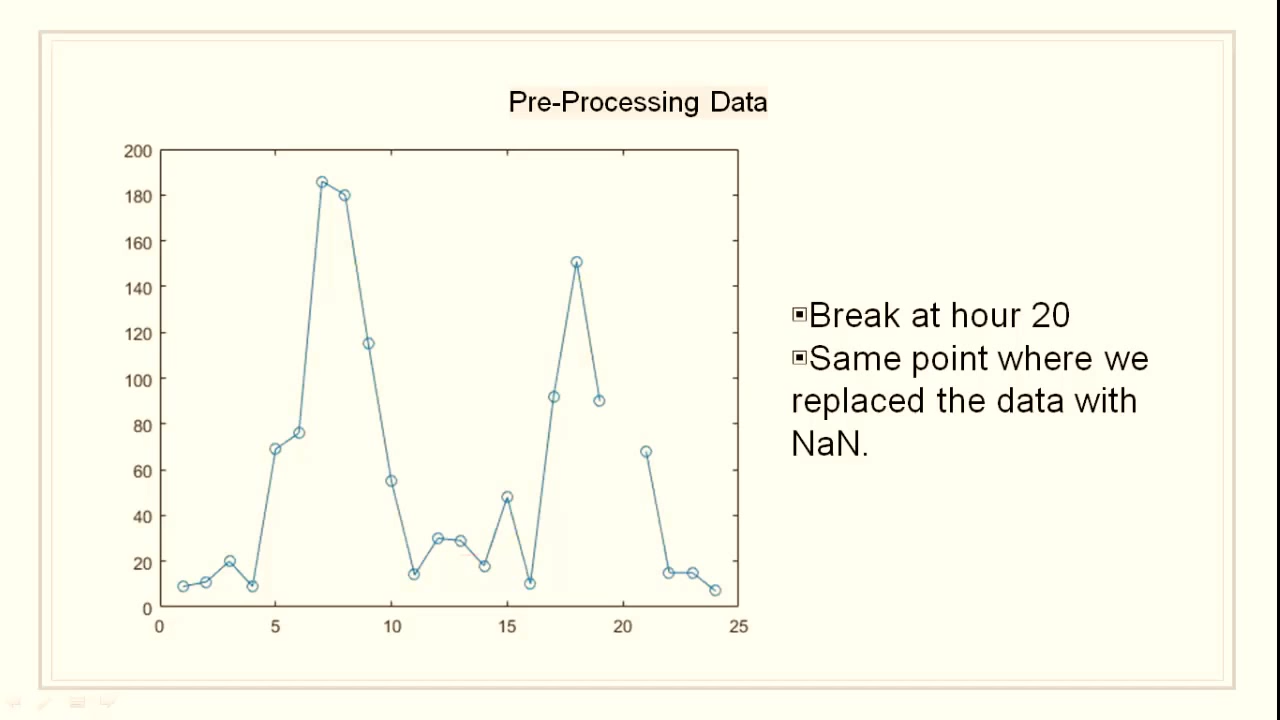 Pre-Processing Data
200
180
160
140
120
100
80
60
40
20
0
0 5 10 15 20 25
▣Break at hour 20
▣Same point where we
replaced the data with
NaN.